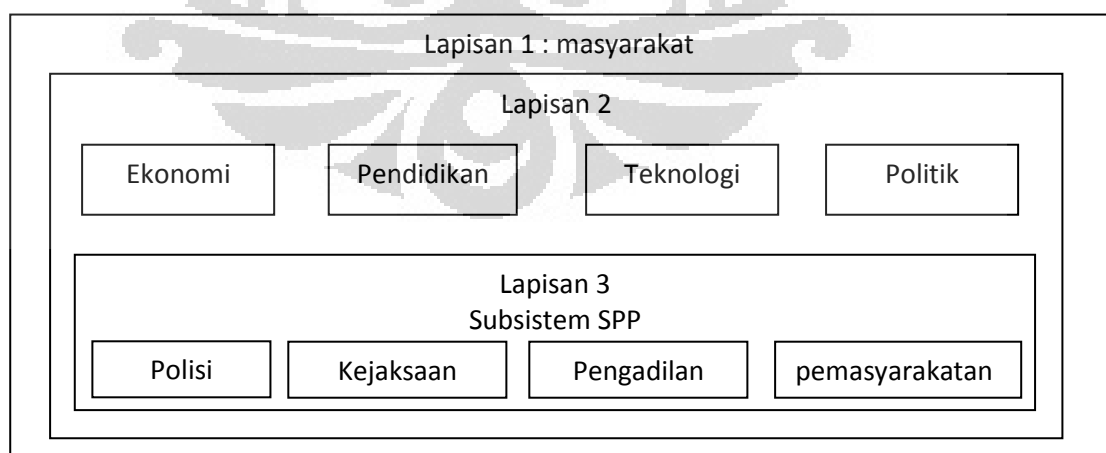 Lapisan 1 : masyarakat
Lapisan 2
Ekonomi
Pendidikan
Teknologi
Politik
Lapisan 3
Subsistem SPP
Polisi
Kejaksaan
Pengadilan
pemasyarakatan